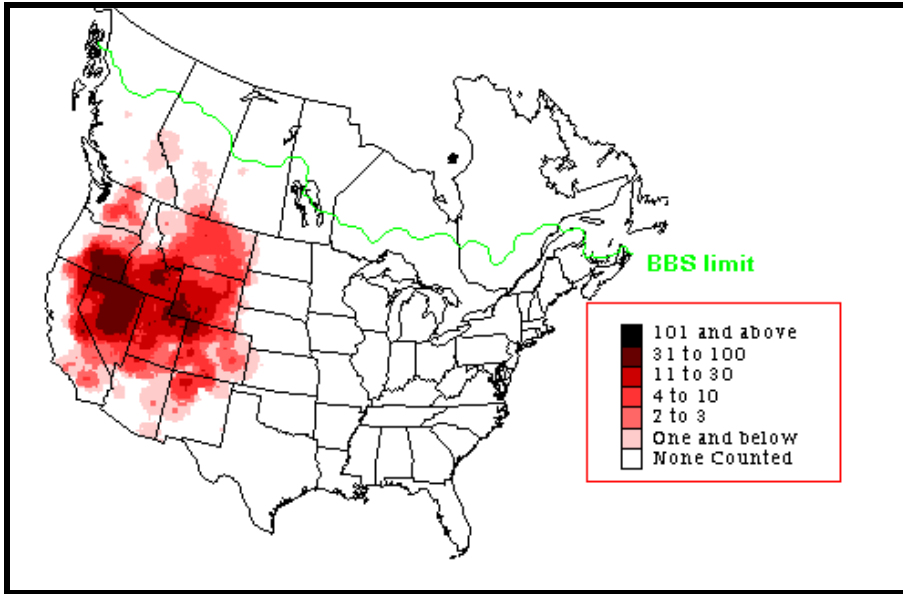 BBS limit
101 and above
31 to 100
11 to 30
4 to 10
2 to 3
One and below
None Counted